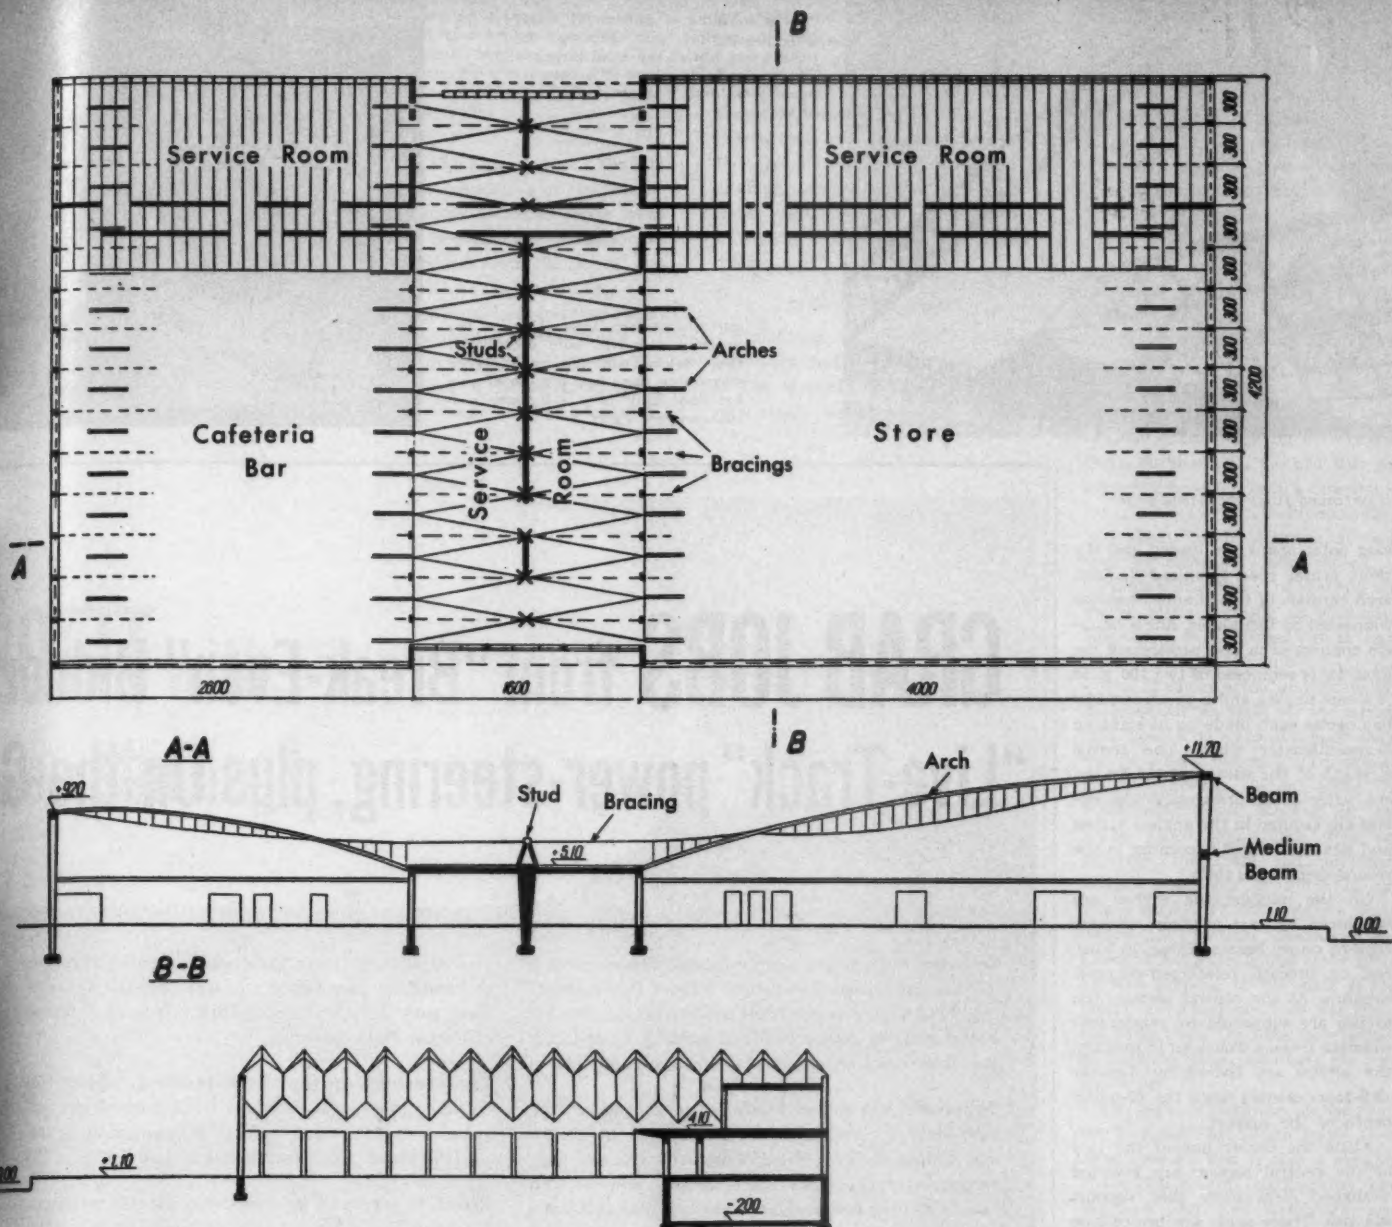 B
300
300
300
300
300
300
300
300
300
300
300
300
300
300
4200
Service Room
Service Room
Studs
Arches
Cafeteria
Bar
Service
Room
Store
Bracings
A
A
2600
1600
4000
B
A-A
+920
Stud
Bracing
+5.10
Arch
+11.70
Beam
Medium
Beam
1.10
0.00
B-B
4.10
+1.10
-2.00